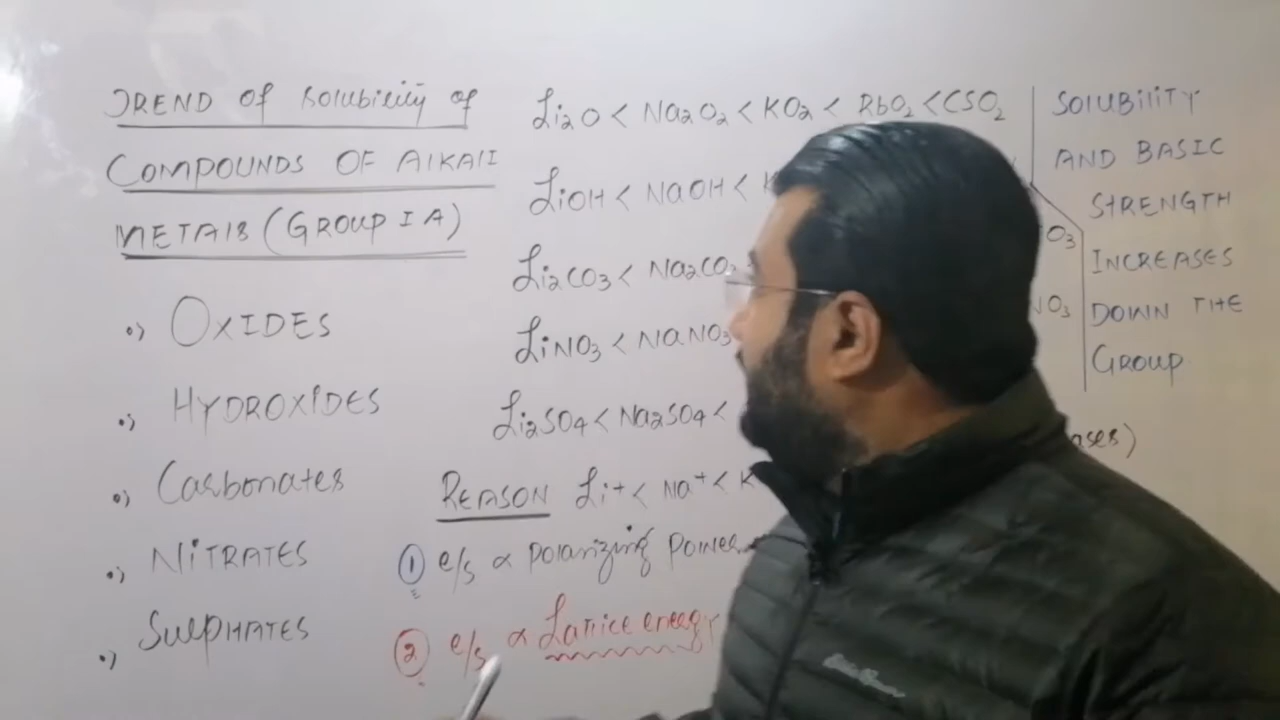 TREND OF SOLUBILITY OF
COMPOUNDS OF ALKALI
METALS (GROUP I A)
•) OXIDES
•) HYDROXIDES
•) Carbonates
•) NITRATES
•) SULPHATES
Li₂O < Na₂O₂ < KO₂ < RbO₂ < CSO₂
LiOH < NaOH < K
Li₂CO₃ < Na₂CO₃
O₃
LiNO₃ < NaNO₃
NO₃
Li₂SO₄ < Na₂SO₄ <
REASON Li+ < Na+ < K
① e/s ∝ polarizing power
② e/s ∝ Lattice energy
SOLUBILITY
AND BASIC
STRENGTH
INCREASES
DOWN THE
GROUP
ases)